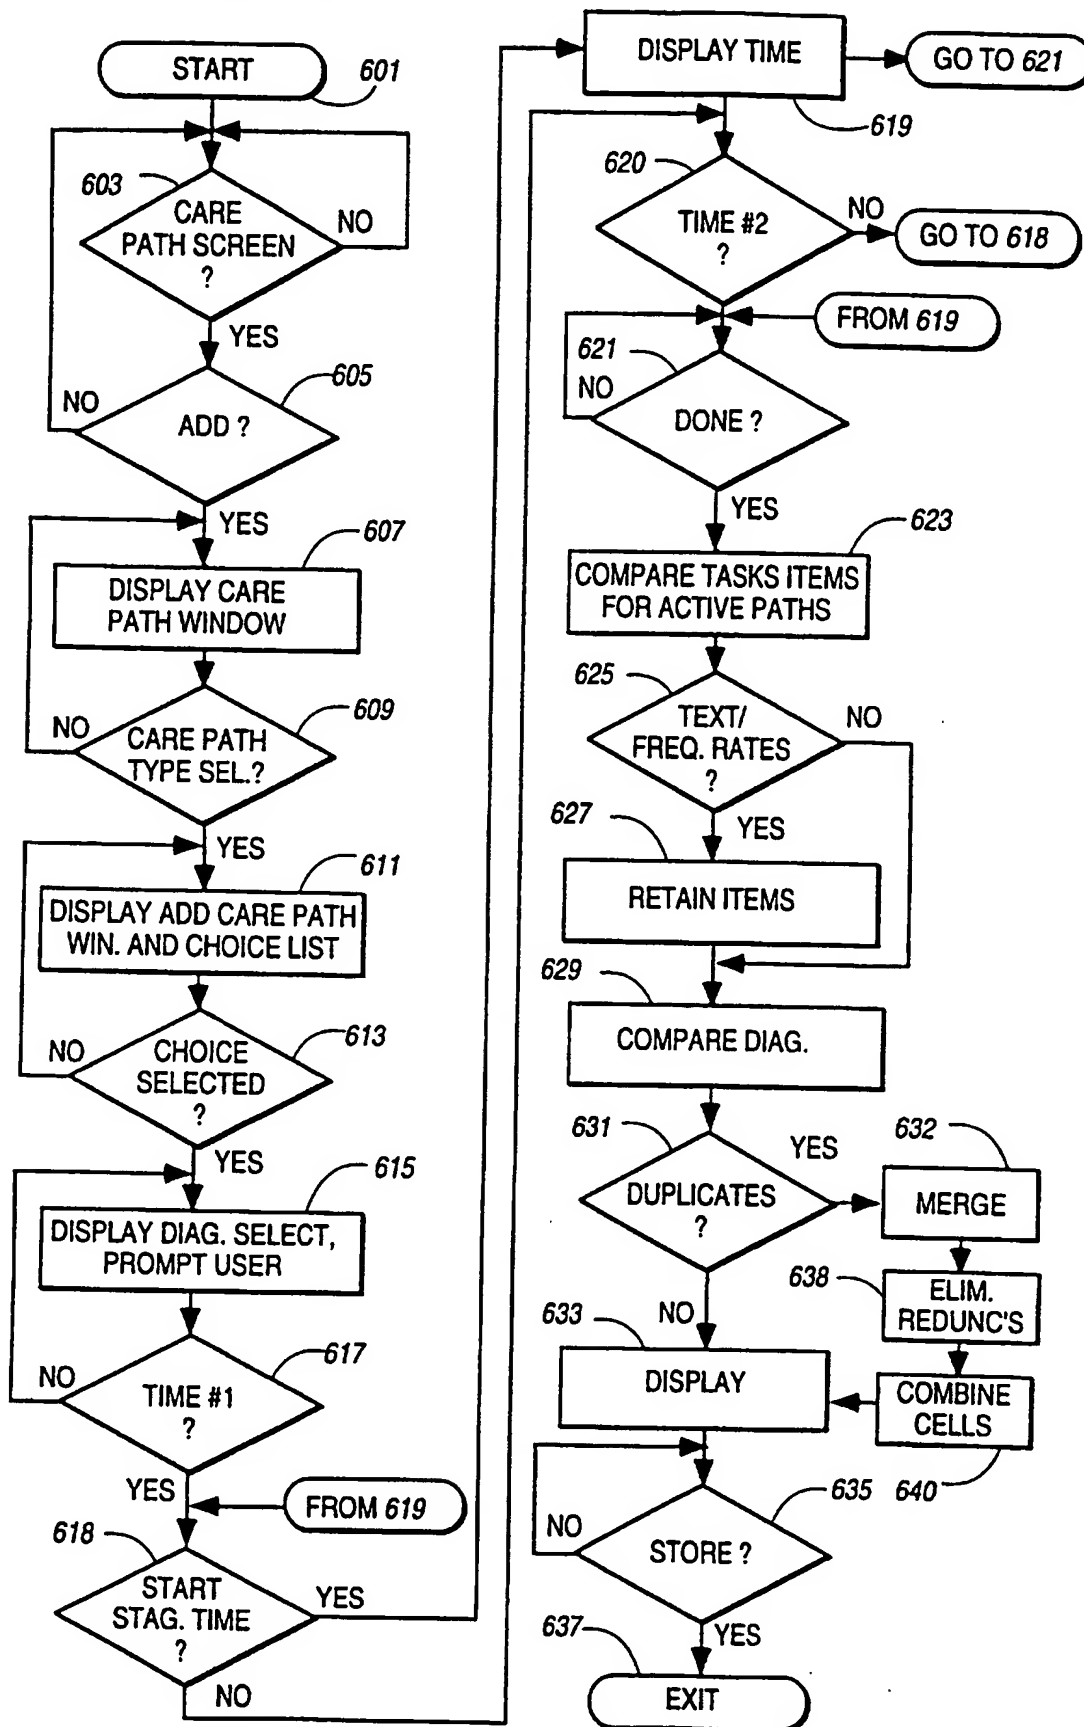 START
601
603
CARE
PATH SCREEN
?
NO
YES
605
NO
ADD ?
YES
607
DISPLAY CARE
PATH WINDOW
609
NO
CARE PATH
TYPE SEL.?
YES
611
DISPLAY ADD CARE PATH
WIN. AND CHOICE LIST
613
NO
CHOICE
SELECTED
?
YES
615
DISPLAY DIAG. SELECT,
PROMPT USER
617
NO
TIME #1
?
YES
FROM 619
618
START
STAG. TIME
?
YES
NO
DISPLAY TIME
GO TO 621
619
620
TIME #2
?
NO
GO TO 618
FROM 619
621
NO
DONE ?
YES
623
COMPARE TASKS ITEMS
FOR ACTIVE PATHS
625
TEXT/
FREQ. RATES
?
NO
YES
627
RETAIN ITEMS
629
COMPARE DIAG.
631
DUPLICATES
?
YES
632
MERGE
638
ELIM.
REDUNC'S
NO
633
DISPLAY
COMBINE
CELLS
640
635
NO
STORE ?
YES
637
EXIT